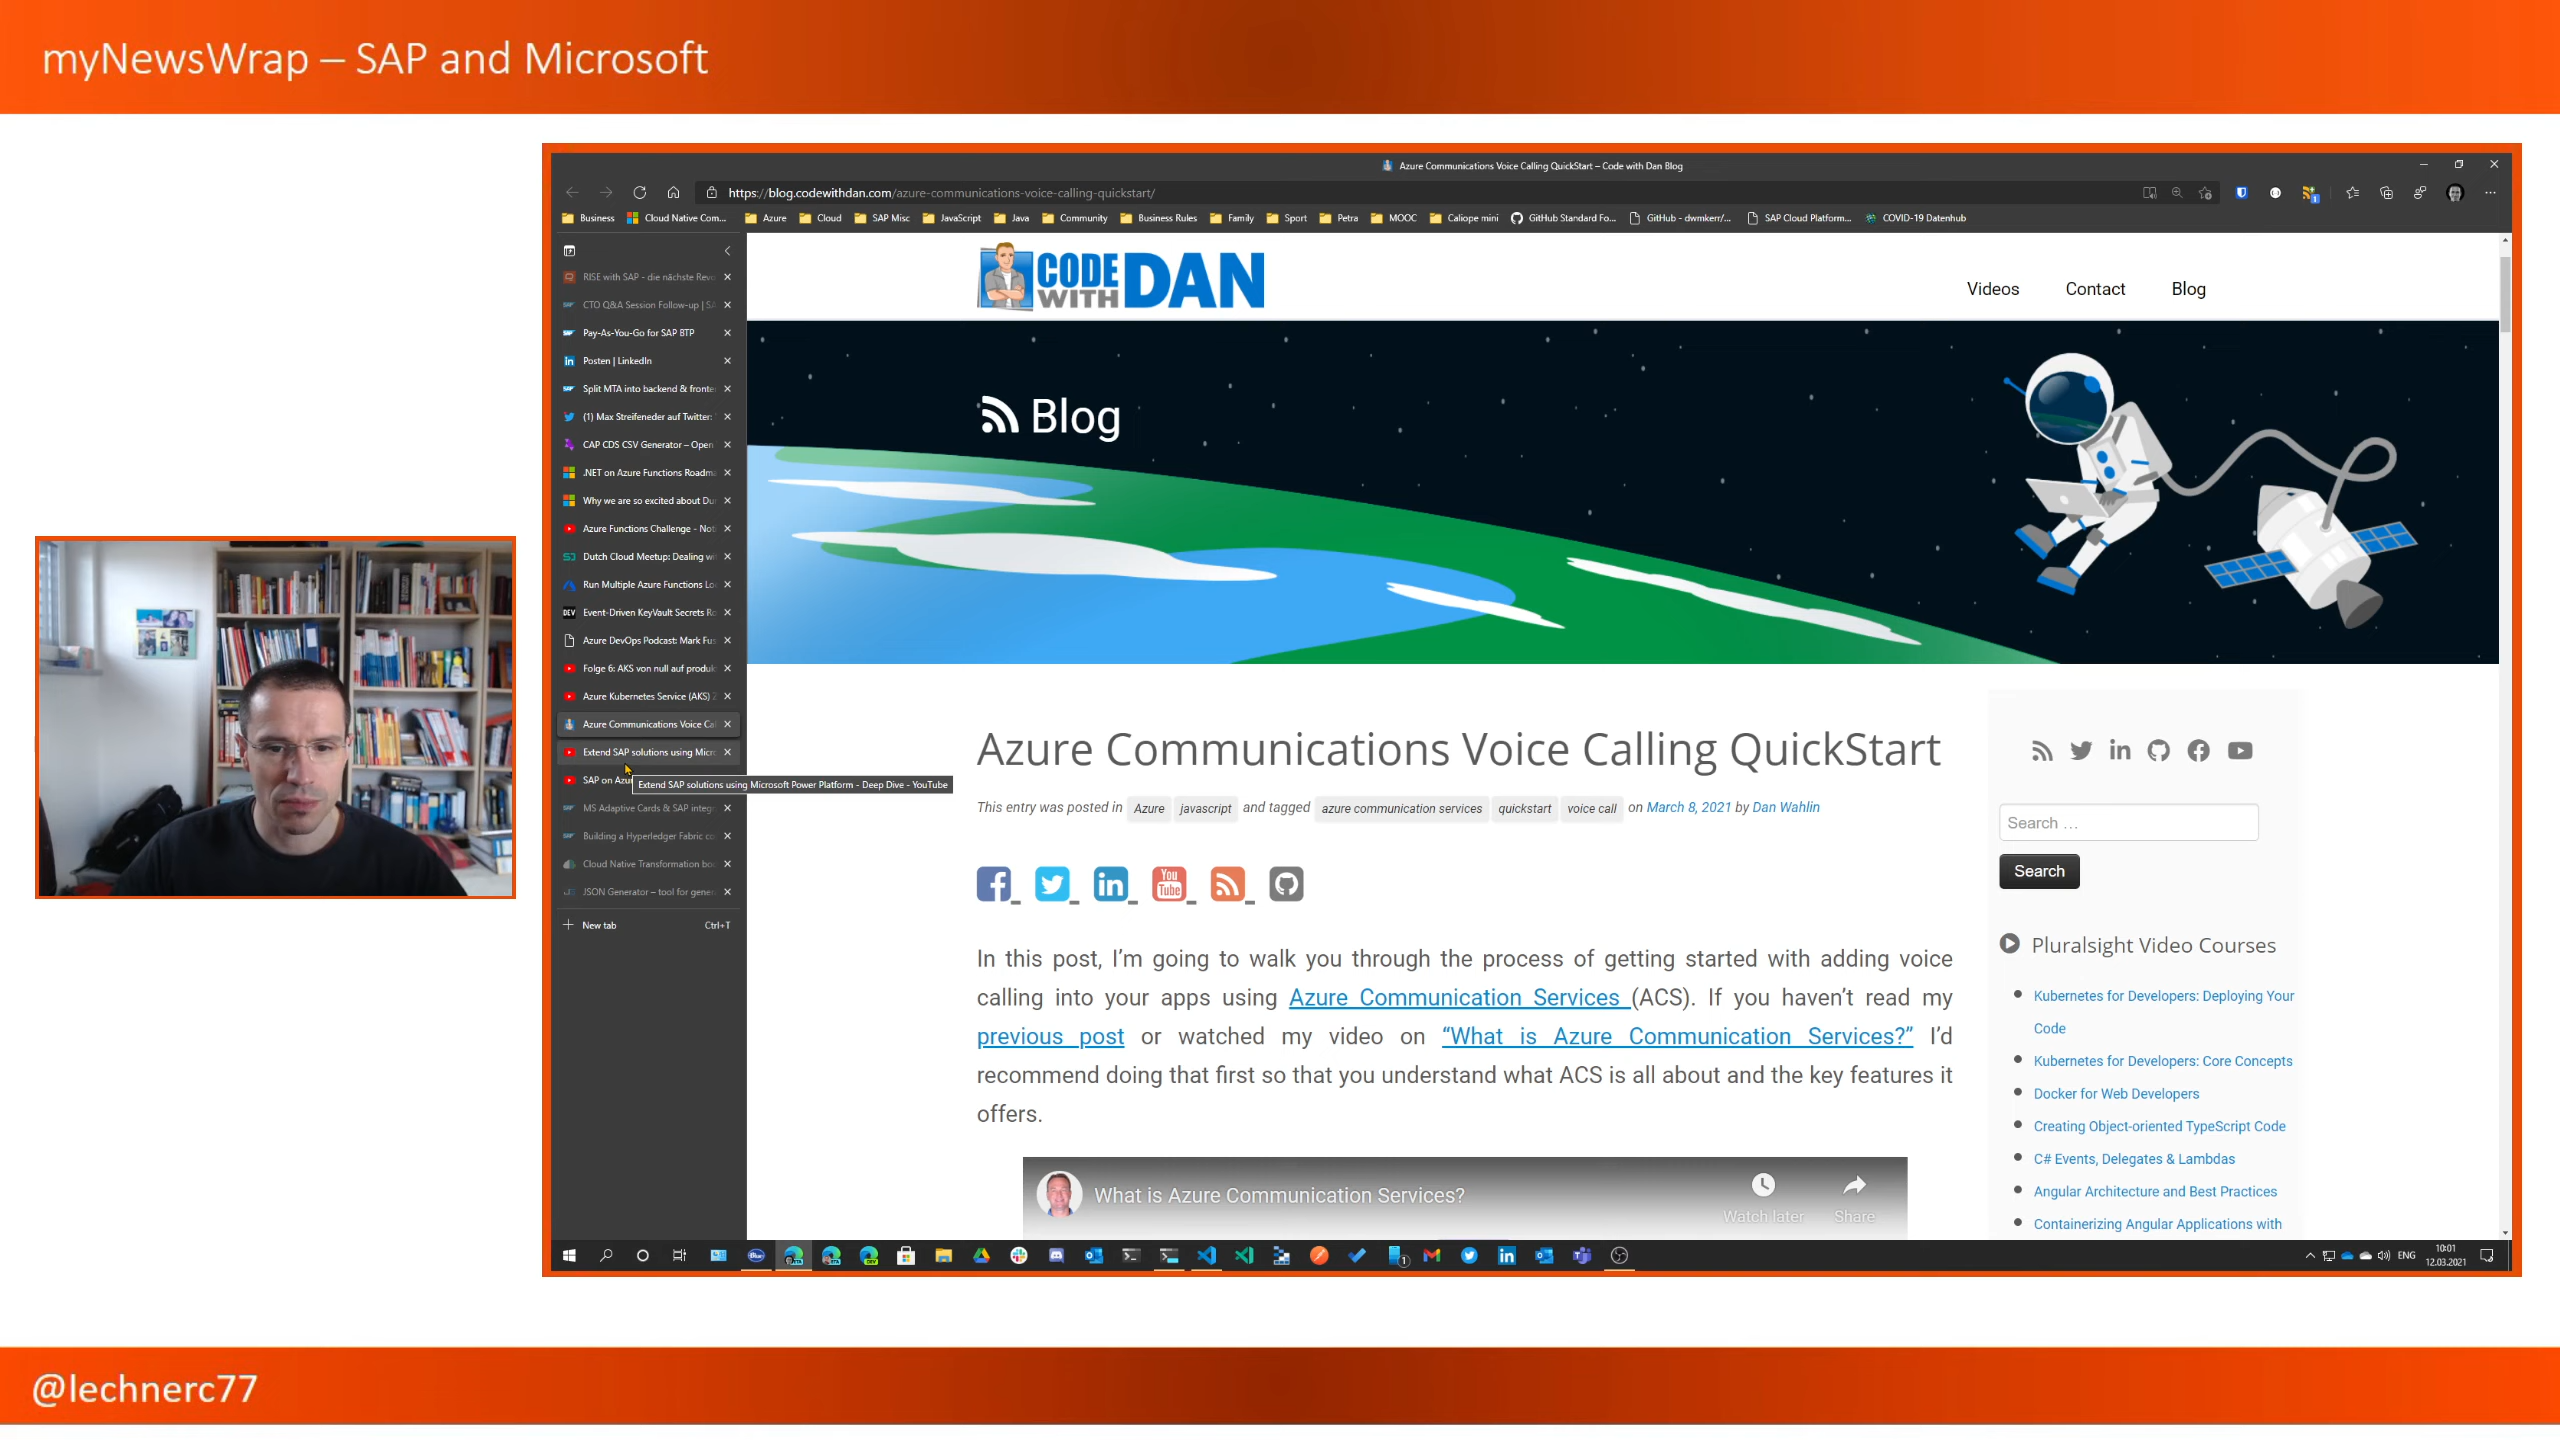 myNewsWrap – SAP and Microsoft
Azure Communications Voice Calling QuickStart – Code with Dan Blog
https://blog.codewithdan.com/azure-communications-voice-calling-quickstart/
Business
Cloud Native Com...
Azure
Cloud
SAP Misc
JavaScript
Java
Community
Business Rules
Family
Sport
Petra
MOOC
Caliope mini
GitHub Standard Fo...
GitHub - dwmkerr/...
SAP Cloud Platform...
COVID-19 Datenhub
RISE with SAP - die nächste Revo
CTO Q&A Session Follow-up | SA
Pay-As-You-Go for SAP BTP
Posten | LinkedIn
Split MTA into backend & fronte
(1) Max Streifeneder auf Twitter:
CAP CDS CSV Generator – Open
.NET on Azure Functions Roadma
Why we are so excited about Du
Azure Functions Challenge - Not
Dutch Cloud Meetup: Dealing wi
Run Multiple Azure Functions Lo
DEV Event-Driven KeyVault Secrets Ro
Azure DevOps Podcast: Mark Fus
Folge 6: AKS von null auf produk
Azure Kubernetes Service (AKS)
Azure Communications Voice Cal
Extend SAP solutions using Micr
SAP on Azu
Extend SAP solutions using Microsoft Power Platform - Deep Dive - YouTube
MS Adaptive Cards & SAP integ
Building a Hyperledger Fabric co
Cloud Native Transformation bo
JSON Generator – tool for gener
New tab Ctrl+T
CODE WITH DAN
Videos
Contact
Blog
Blog
Azure Communications Voice Calling QuickStart
This entry was posted in Azure javascript and tagged azure communication services quickstart voice call on March 8, 2021 by Dan Wahlin
You Tube
In this post, I'm going to walk you through the process of getting started with adding voice
calling into your apps using Azure Communication Services (ACS). If you haven't read my
previous post or watched my video on “What is Azure Communication Services?” I'd
recommend doing that first so that you understand what ACS is all about and the key features it
offers.
What is Azure Communication Services?
Watch later
Share
Search …
Search
Pluralsight Video Courses
Kubernetes for Developers: Deploying Your
Code
Kubernetes for Developers: Core Concepts
Docker for Web Developers
Creating Object-oriented TypeScript Code
C# Events, Delegates & Lambdas
Angular Architecture and Best Practices
Containerizing Angular Applications with
ENG
10:01
12.03.2021
@lechnerc77